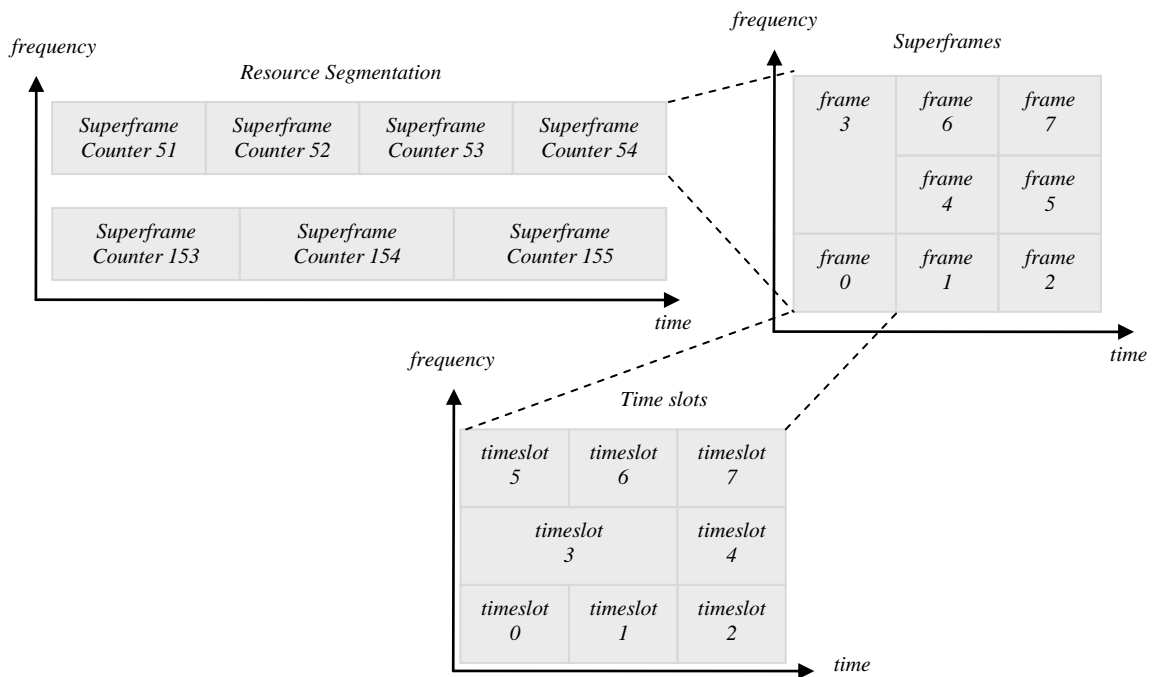 frequency
Resource Segmentation
Superframe
Counter 51
Superframe
Counter 52
Superframe
Counter 53
Superframe
Counter 54
Superframe
Counter 153
Superframe
Counter 154
Superframe
Counter 155
time
frequency
Superframes
frame
3
frame
6
frame
7
frame
4
frame
5
frame
0
frame
1
frame
2
time
frequency
Time slots
timeslot
5
timeslot
6
timeslot
7
timeslot
3
timeslot
4
timeslot
0
timeslot
1
timeslot
2
time